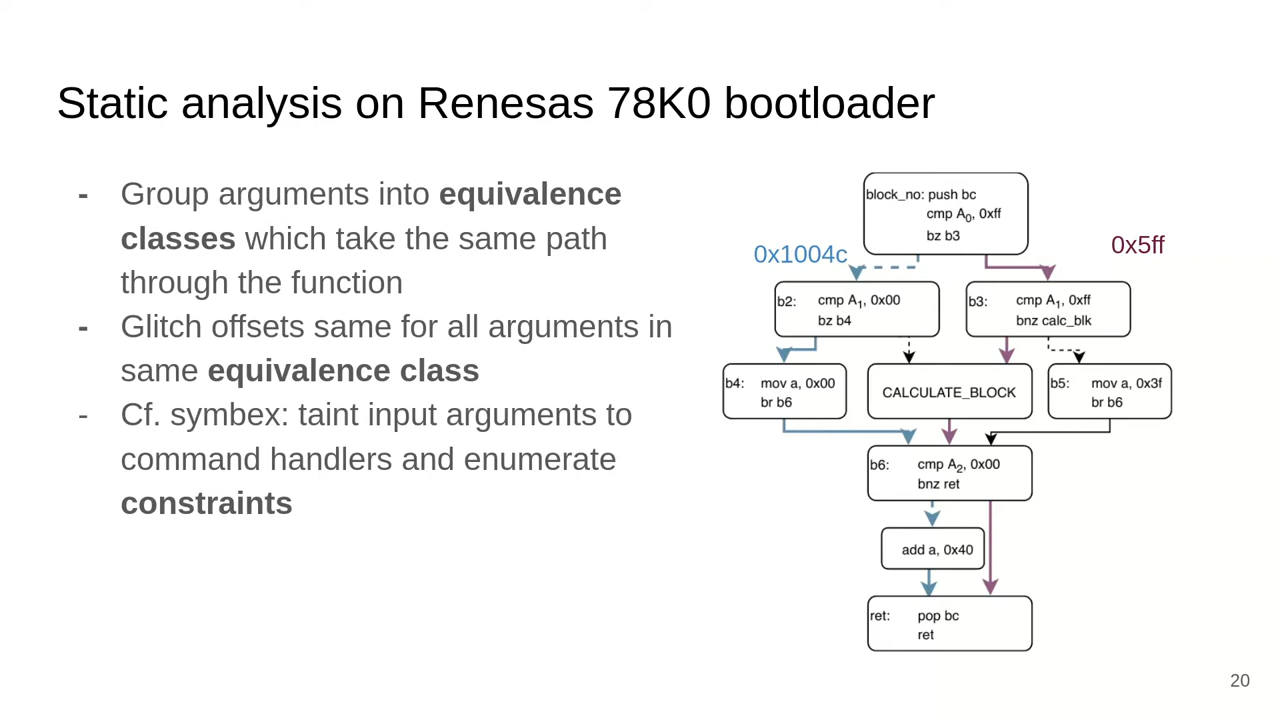 Static analysis on Renesas 78K0 bootloader
- Group arguments into equivalence
classes which take the same path
through the function
- Glitch offsets same for all arguments in
same equivalence class
- Cf. symbex: taint input arguments to
command handlers and enumerate
constraints
block_no: push bc
cmp A0, 0xff
bz b3
0x1004c
0x5ff
b2: cmp A1, 0x00
bz b4
b3: cmp A1, 0xff
bnz calc_blk
b4: mov a, 0x00
br b6
CALCULATE_BLOCK
b5: mov a, 0x3f
br b6
b6: cmp A2, 0x00
bnz ret
add a, 0x40
ret: pop bc
ret
20